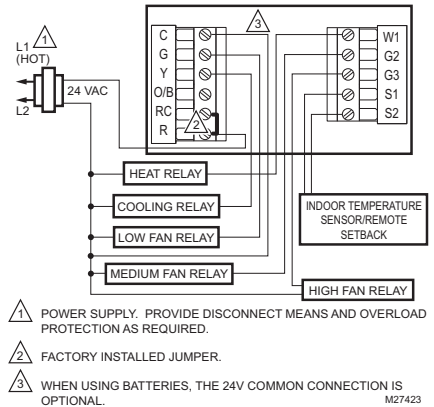 L1
(HOT)
1
24 VAC
L2
3
C
G
Y
O/B
RC
R
2
W1
G2
G3
S1
S2
HEAT RELAY
COOLING RELAY
LOW FAN RELAY
MEDIUM FAN RELAY
INDOOR TEMPERATURE
SENSOR/REMOTE
SETBACK
HIGH FAN RELAY
1 POWER SUPPLY. PROVIDE DISCONNECT MEANS AND OVERLOAD
PROTECTION AS REQUIRED.
2 FACTORY INSTALLED JUMPER.
3 WHEN USING BATTERIES, THE 24V COMMON CONNECTION IS
OPTIONAL.
M27423